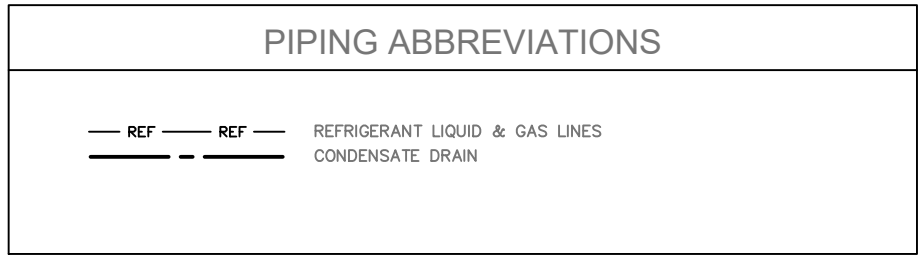 PIPING ABBREVIATIONS
REF REF REFRIGERANT LIQUID & GAS LINES
CONDENSATE DRAIN